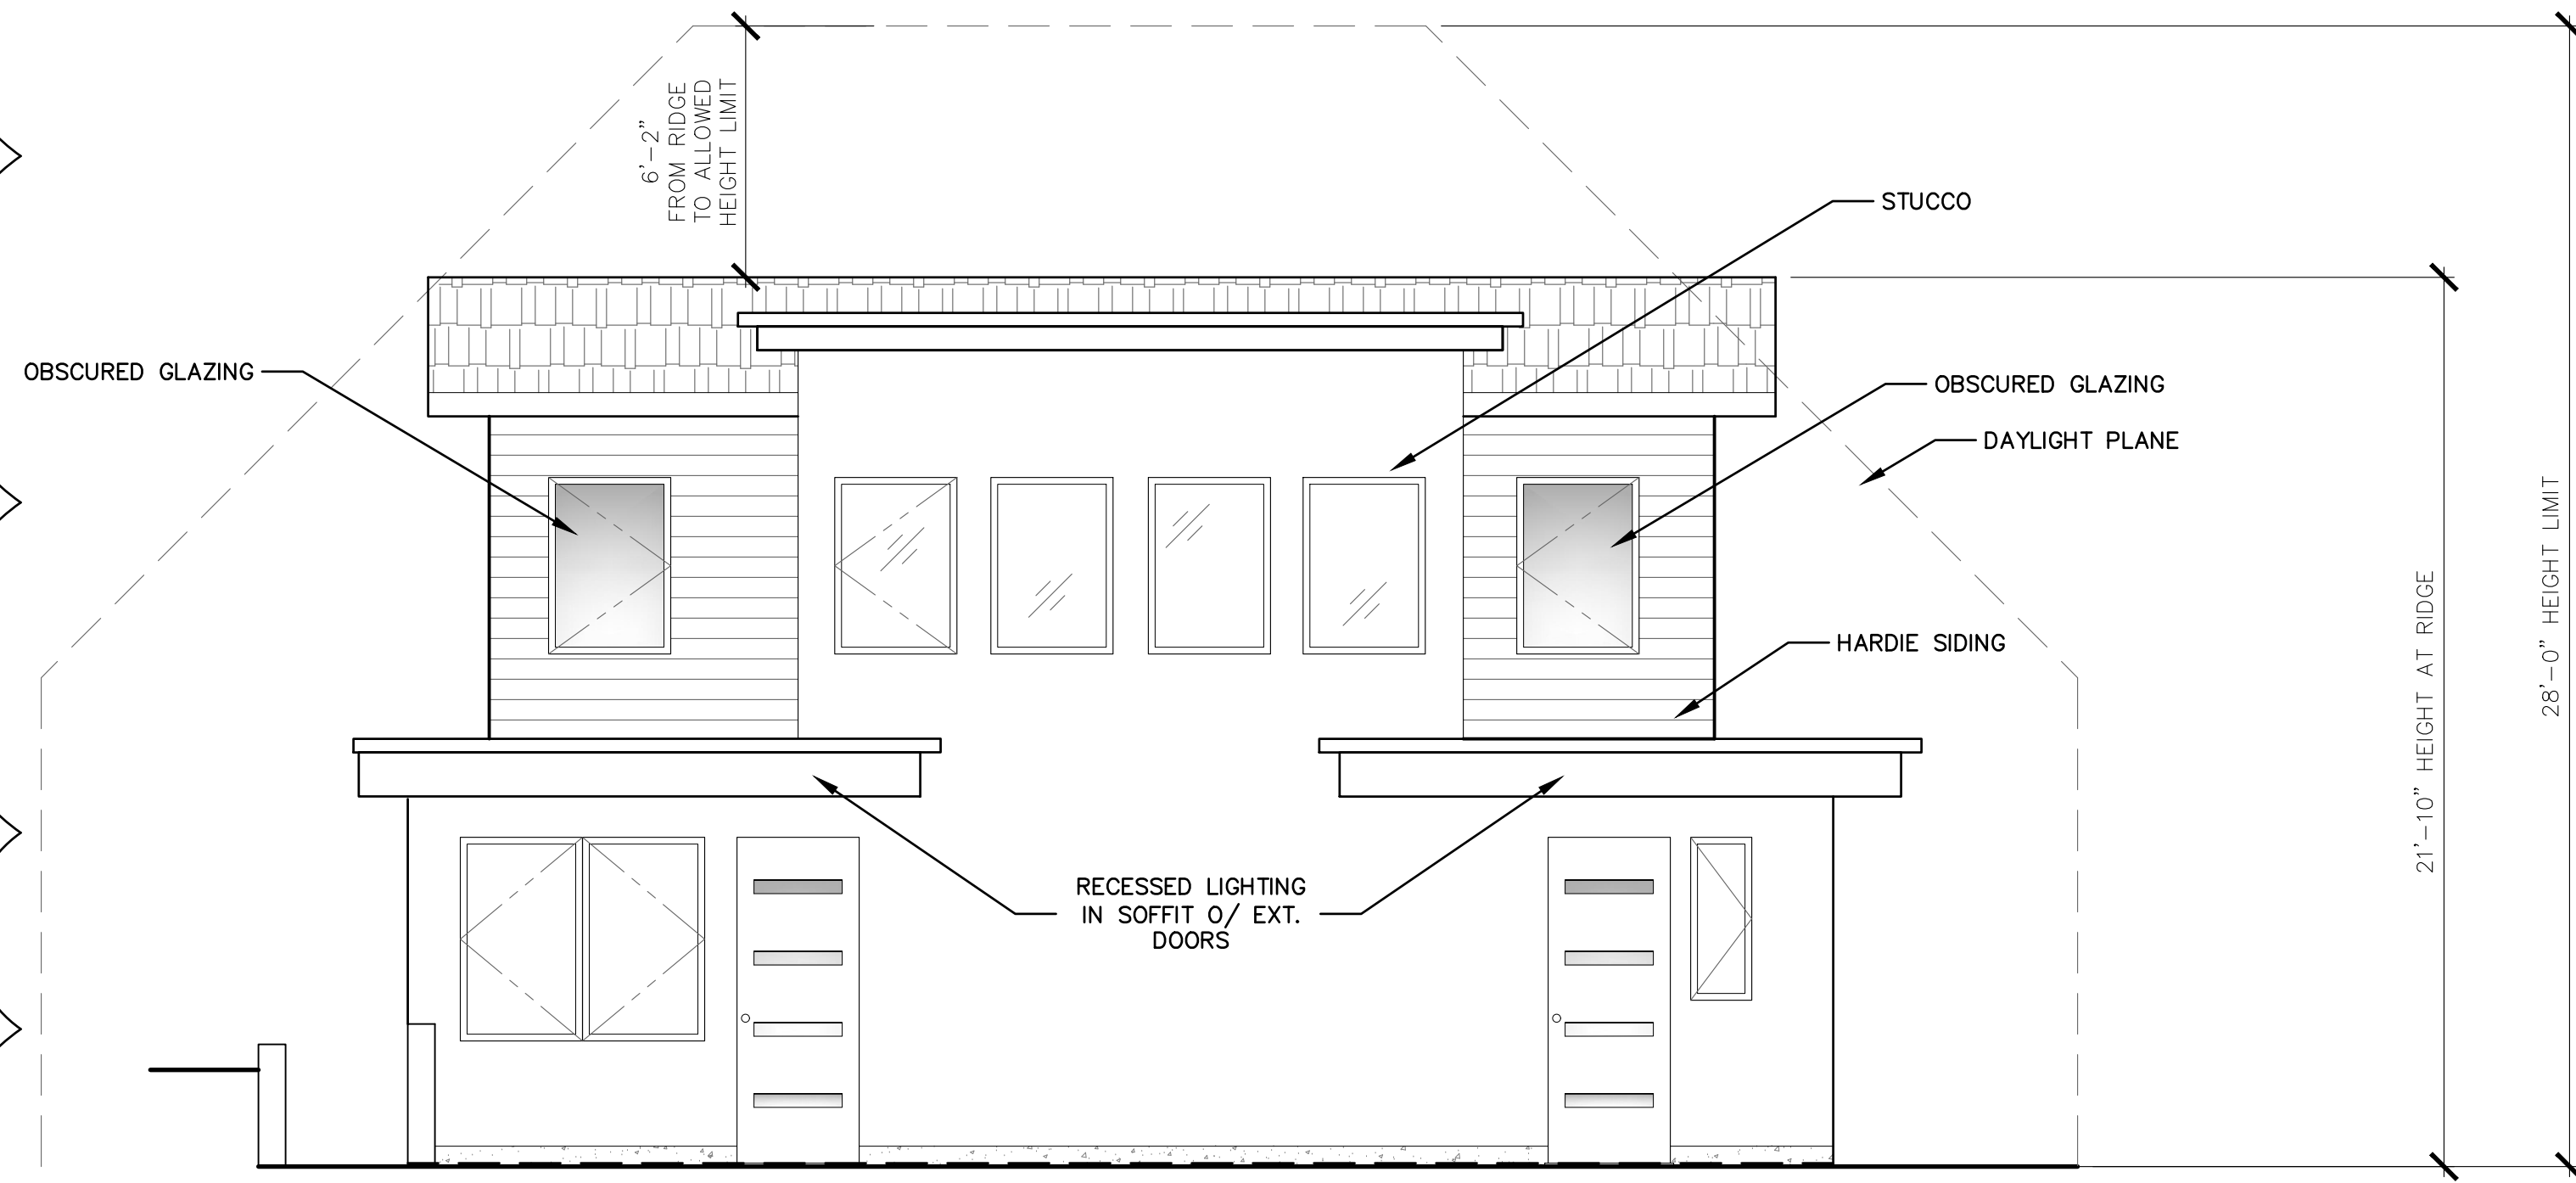 6'-2"
FROM RIDGE
TO ALLOWED
HEIGHT LIMIT
STUCCO
OBSCURED GLAZING
OBSCURED GLAZING
DAYLIGHT PLANE
HARDIE SIDING
RECESSED LIGHTING
IN SOFFIT O/ EXT.
DOORS
21'-10" HEIGHT AT RIDGE
28'-0" HEIGHT LIMIT